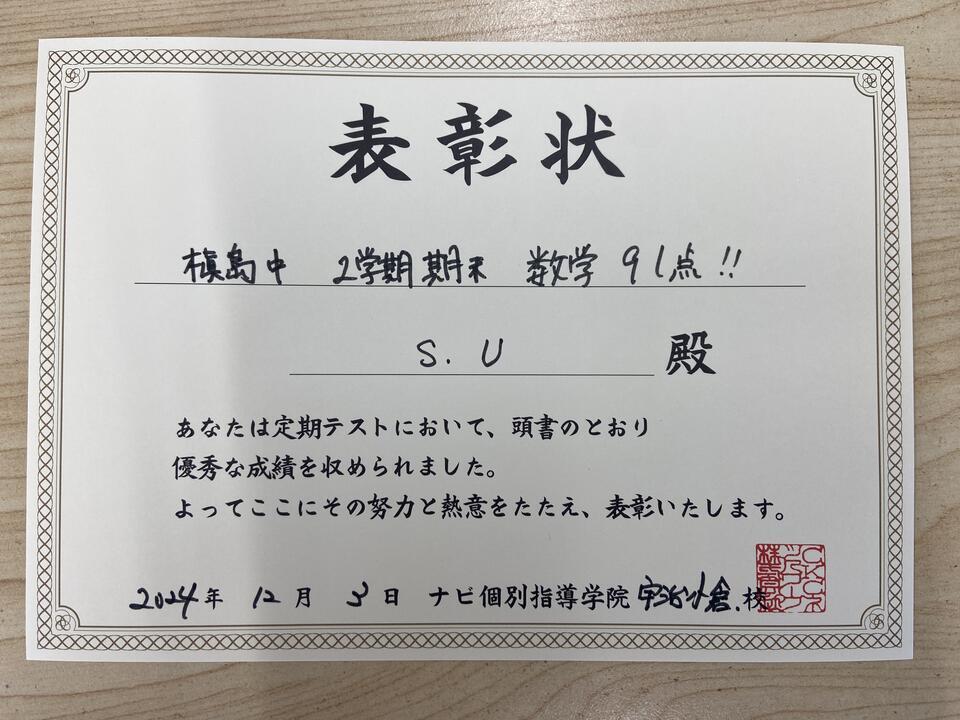 表彰状
槇島中 2学期期末 数学 91点!!
S. U 殿
あなたは定期テストにおいて、頭書のとおり
優秀な成績を収められました。
よってここにその努力と熱意をたたえ、表彰いたします。
2024年 12月 3日 ナビ個別指導学院 宇治小倉校